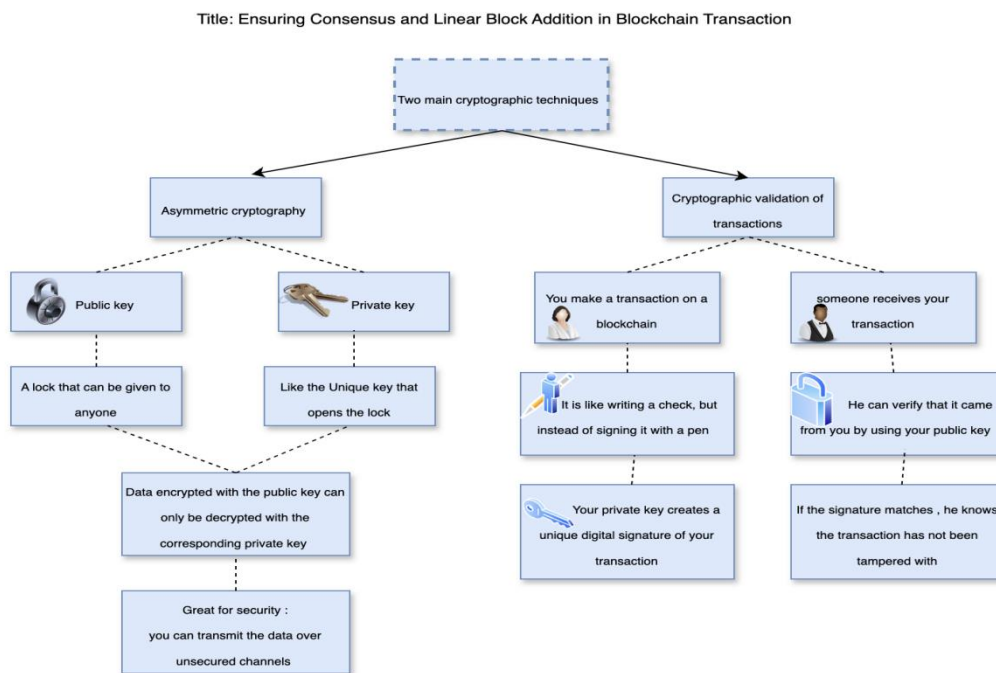 Title: Ensuring Consensus and Linear Block Addition in Blockchain Transaction
Two main cryptographic techniques
Asymmetric cryptography
Cryptographic validation of
transactions
Public key
Private key
You make a transaction on a
blockchain
someone receives your
transaction
A lock that can be given to
anyone
Like the Unique key that
opens the lock
It is like writing a check, but
instead of signing it with a pen
He can verify that it came
from you by using your public key
Data encrypted with the public key can
only be decrypted with the
corresponding private key
Your private key creates a
unique digital signature of your
transaction
If the signature matches , he knows
the transaction has not been
tampered with
Great for security :
you can transmit the data over
unsecured channels